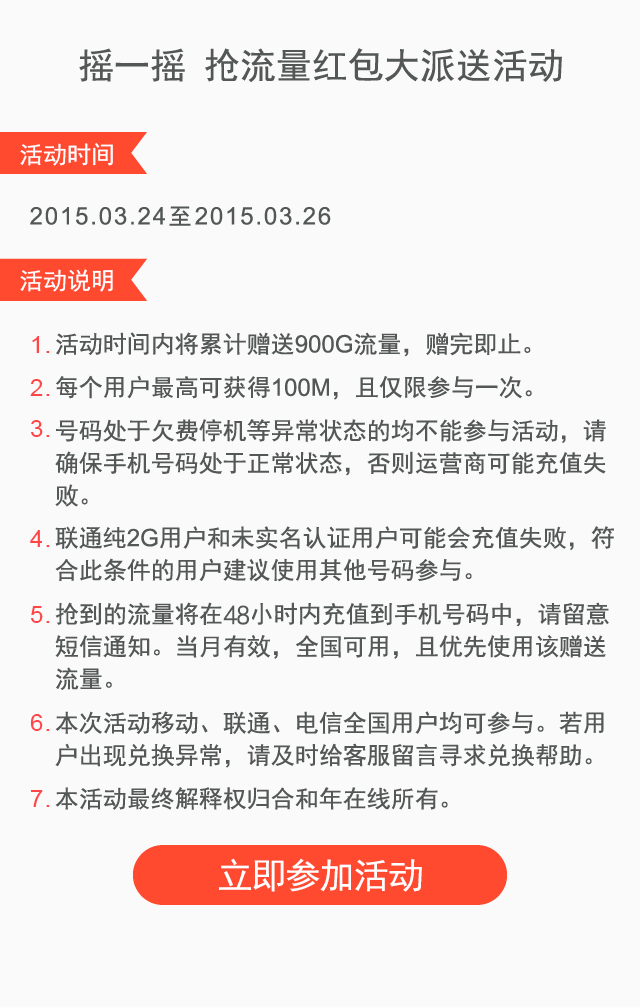 摇一摇 抢流量红包大派送活动
活动时间
2015.03.24至2015.03.26
活动说明
1. 活动时间内将累计赠送900G流量，赠完即止。
2. 每个用户最高可获得100M，且仅限参与一次。
3. 号码处于欠费停机等异常状态的均不能参与活动，请
确保手机号码处于正常状态，否则运营商可能充值失
败。
4. 联通纯2G用户和未实名认证用户可能会充值失败，符
合此条件的用户建议使用其他号码参与。
5. 抢到的流量将在48小时内充值到手机号码中，请留意
短信通知。当月有效，全国可用，且优先使用该赠送
流量。
6. 本次活动移动、联通、电信全国用户均可参与。若用
户出现兑换异常，请及时给客服留言寻求兑换帮助。
7. 本活动最终解释权归合和年在线所有。
立即参加活动